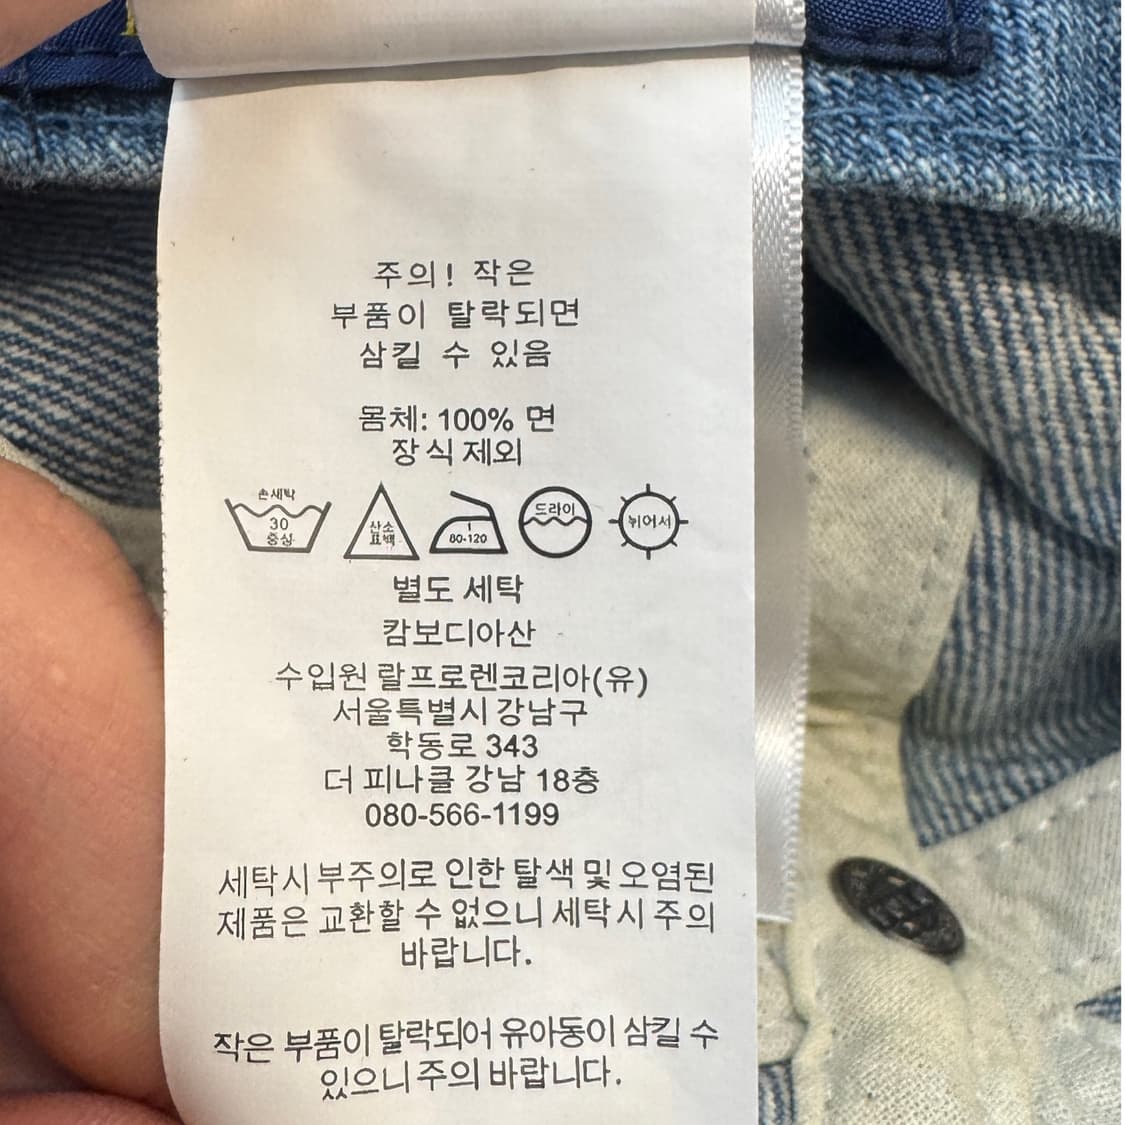 주의! 작은
부품이 탈락되면
삼킬 수 있음
몸체: 100% 면
장식 제외
손세탁 30 중성 산소 표백 80-120 드라이 뉘어서
별도 세탁
캄보디아산
수입원 랄프로렌코리아(유)
서울특별시 강남구
학동로 343
더 피나클 강남 18층
080-566-1199
세탁시 부주의로 인한 탈색 및 오염된
제품은 교환할 수 없으니 세탁시 주의
바랍니다.
작은 부품이 탈락되어 유아동이 삼킬 수
있으니 주의 바랍니다.